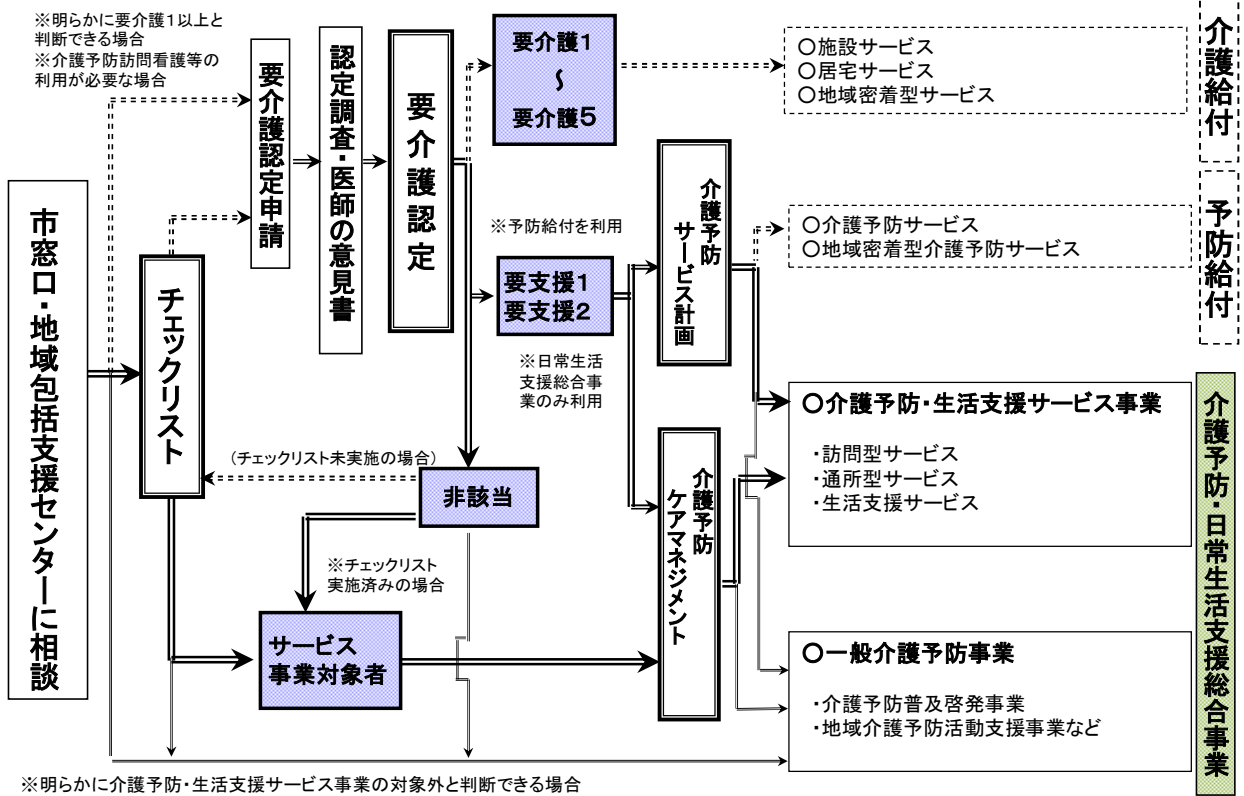 ※明らかに要介護1以上と
判断できる場合
※介護予防訪問看護等の
利用が必要な場合
市窓口・地域包括支援センターに相談
チェックリスト
要介護認定申請
認定調査・医師の意見書
要介護認定
要介護1
～
要介護5
○施設サービス
○居宅サービス
○地域密着型サービス
介護給付
※予防給付を利用
要支援1
要支援2
※日常生活
支援総合事
業のみ利用
介護予防
サービス計画
○介護予防サービス
○地域密着型介護予防サービス
予防給付
(チェックリスト未実施の場合)
非該当
※チェックリスト
実施済みの場合
サービス
事業対象者
介護予防
ケアマネジメント
○介護予防・生活支援サービス事業
・訪問型サービス
・通所型サービス
・生活支援サービス
○一般介護予防事業
・介護予防普及啓発事業
・地域介護予防活動支援事業など
介護予防・日常生活支援総合事業
※明らかに介護予防・生活支援サービス事業の対象外と判断できる場合